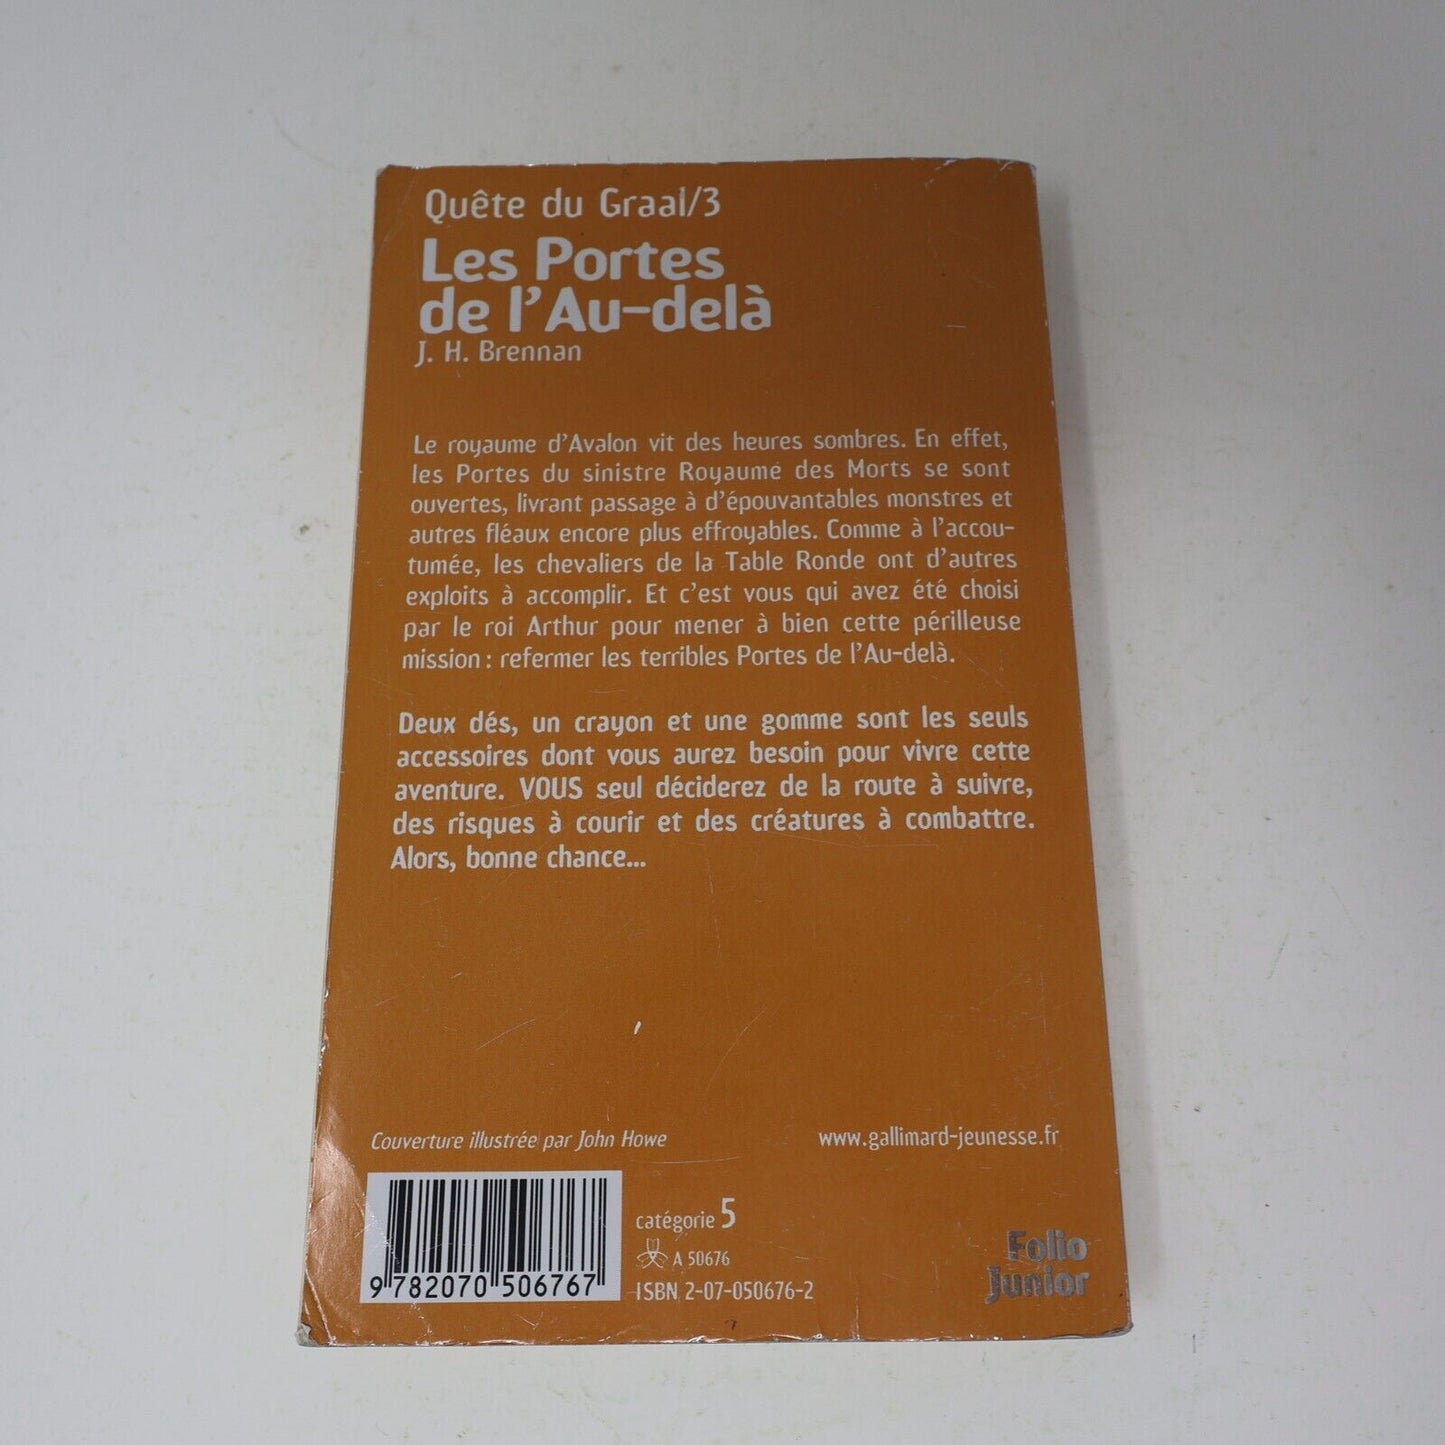 Quête du Graal/3
Les Portes
de l'Au-delà
J. H. Brennan
Le royaume d'Avalon vit des heures sombres. En effet,
les Portes du sinistre Royaume des Morts se sont
ouvertes, livrant passage à d'épouvantables monstres et
autres fléaux encore plus effroyables. Comme à l'accou-
tumée, les chevaliers de la Table Ronde ont d'autres
exploits à accomplir. Et c'est vous qui avez été choisi
par le roi Arthur pour mener à bien cette périlleuse
mission : refermer les terribles Portes de l'Au-delà.
Deux dés, un crayon et une gomme sont les seuls
accessoires dont vous aurez besoin pour vivre cette
aventure. VOUS seul déciderez de la route à suivre,
des risques à courir et des créatures à combattre.
Alors, bonne chance...
Couverture illustrée par John Howe
www.gallimard-jeunesse.fr
9 782070 506767
catégorie 5
A 50676
ISBN 2-07-050676-2
Folio
Junior